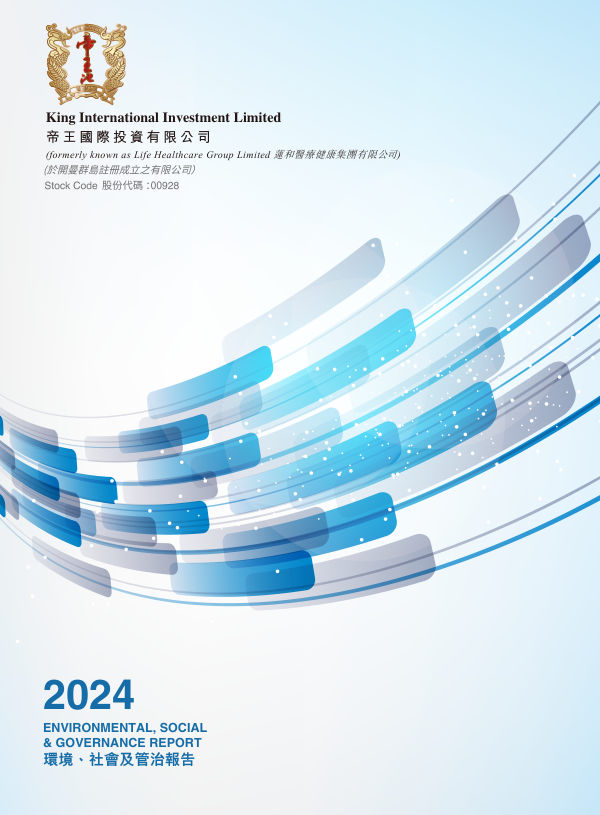 King International Investment Limited
帝王國際投資有限公司
(formerly known as Life Healthcare Group Limited 蓮和醫療健康集團有限公司)
(於開曼群島註冊成立之有限公司)
Stock Code 股份代碼：00928
2024
ENVIRONMENTAL, SOCIAL
& GOVERNANCE REPORT
環境、社會及管治報告